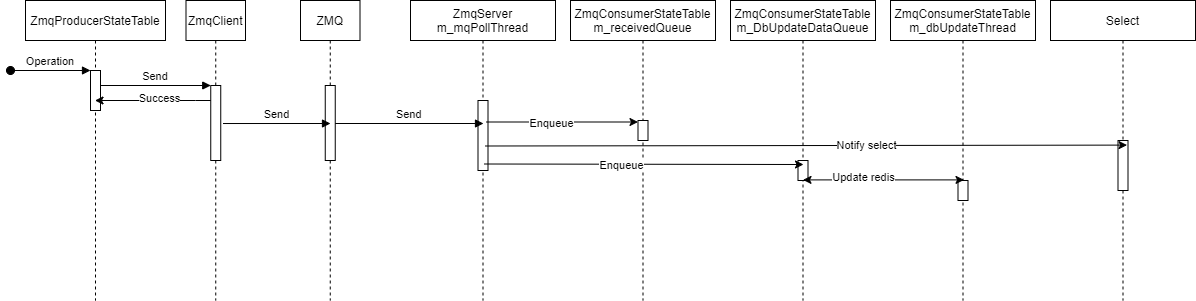 ZmqProducerStateTable
ZmqClient
ZMQ
ZmqServer
m_mqPollThread
ZmqConsumerStateTable
m_receivedQueue
ZmqConsumerStateTable
m_DbUpdateDataQueue
ZmqConsumerStateTable
m_dbUpdateThread
Select
Operation
Send
Success
Send
Send
Enqueue
Notify select
Enqueue
Update redis